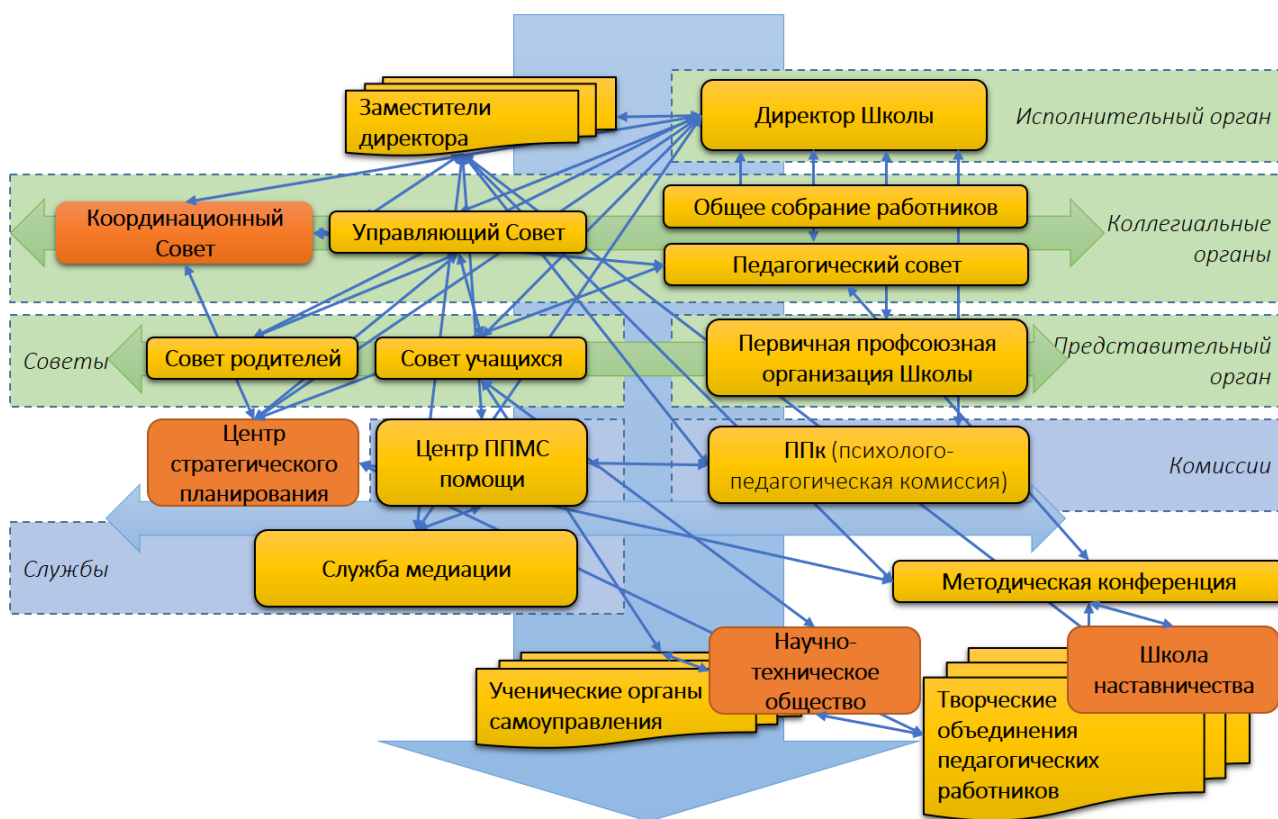 Заместители
директора
Директор Школы
Исполнительный орган
Координационный
Совет
Управляющий Совет
Общее собрание работников
Педагогический совет
Коллегиальные
органы
Советы
Совет родителей
Совет учащихся
Первичная профсоюзная
организация Школы
Представительный
орган
Центр
стратегического
планирования
Центр ППМС
помощи
ППк (психолого-
педагогическая комиссия)
Комиссии
Службы
Служба медиации
Методическая конференция
Ученические органы
самоуправления
Научно-
техническое
общество
Школа
наставничества
Творческие
объединения
педагогических
работников